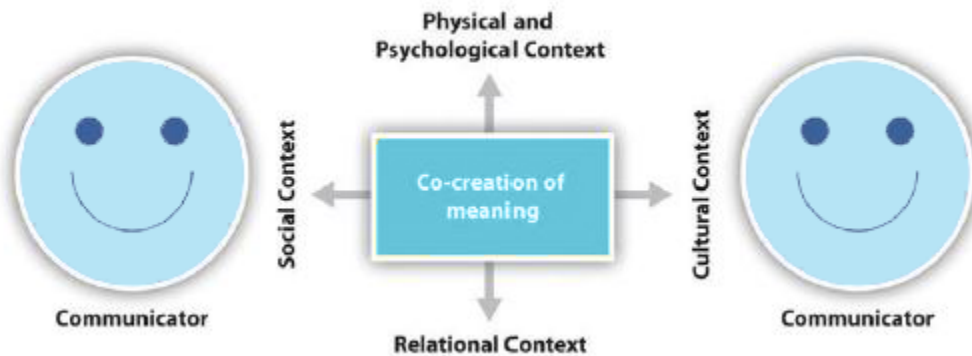 Physical and
Psychological Context
Social Context
Co-creation of
meaning
Cultural Context
Communicator
Communicator
Relational Context